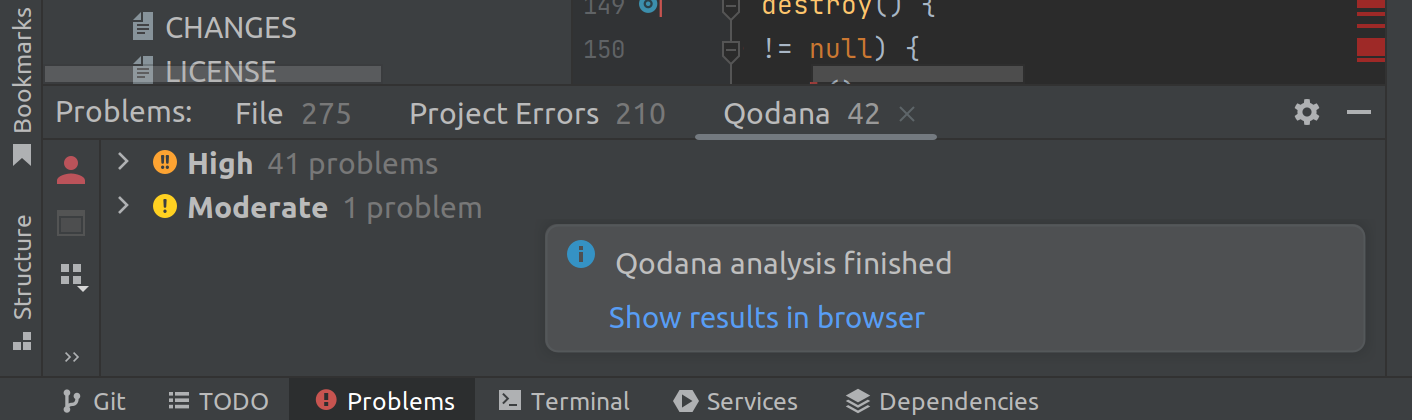 Bookmarks
Structure
CHANGES
LICENSE
149 destroy() {
150 != null) {
Problems: File 275 Project Errors 210 Qodana 42
High 41 problems
Moderate 1 problem
Qodana analysis finished
Show results in browser
Git TODO Problems Terminal Services Dependencies